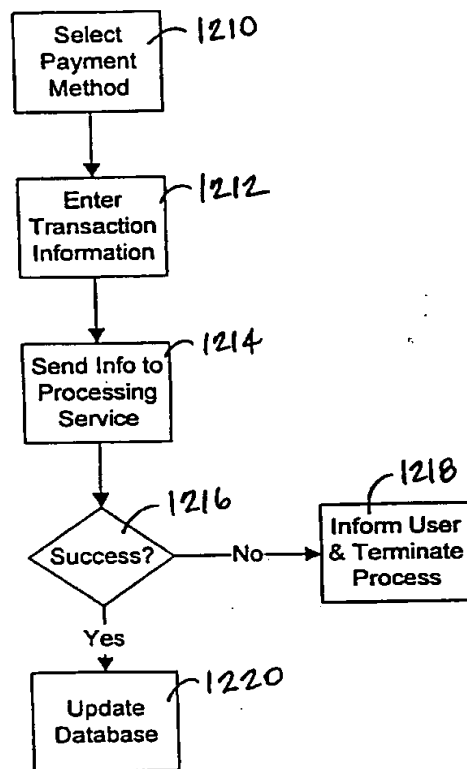 Select
Payment
Method
1210
Enter
Transaction
Information
1212
Send Info to
Processing
Service
1214
Success?
1216
No
Inform User
& Terminate
Process
1218
Yes
Update
Database
1220